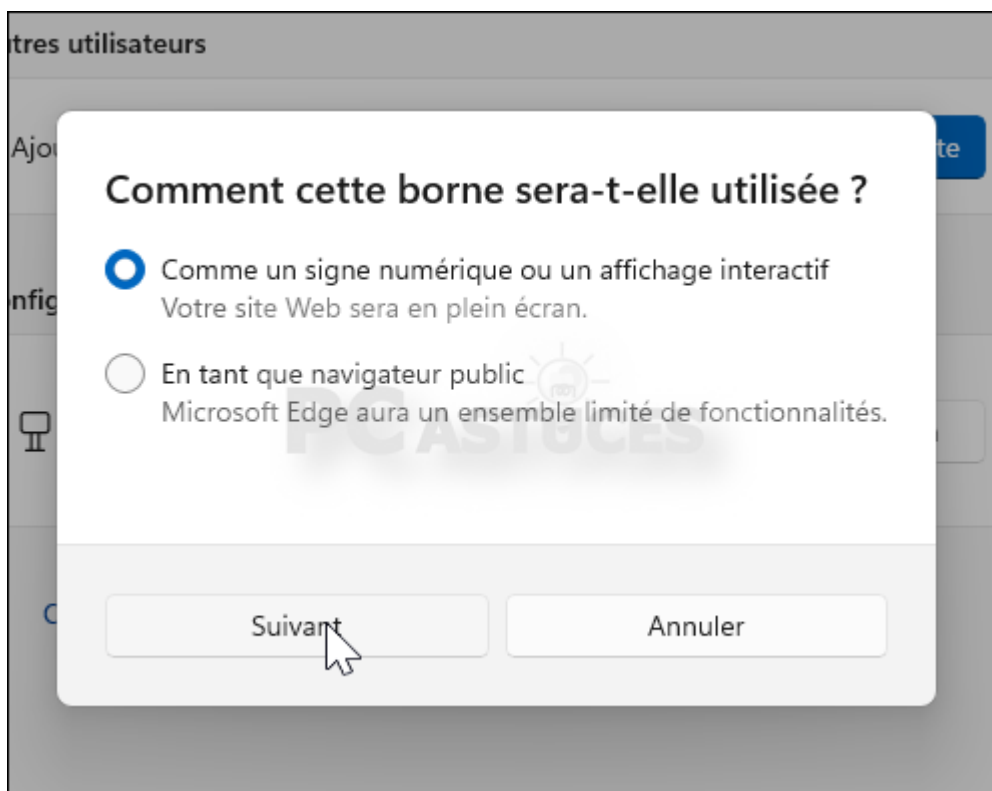 tres utilisateurs
Ajou
te
Comment cette borne sera-t-elle utilisée ?
Comme un signe numérique ou un affichage interactif
Votre site Web sera en plein écran.
nfig
En tant que navigateur public
Microsoft Edge aura un ensemble limité de fonctionnalités.
PC ASTUCES
Suivant
Annuler